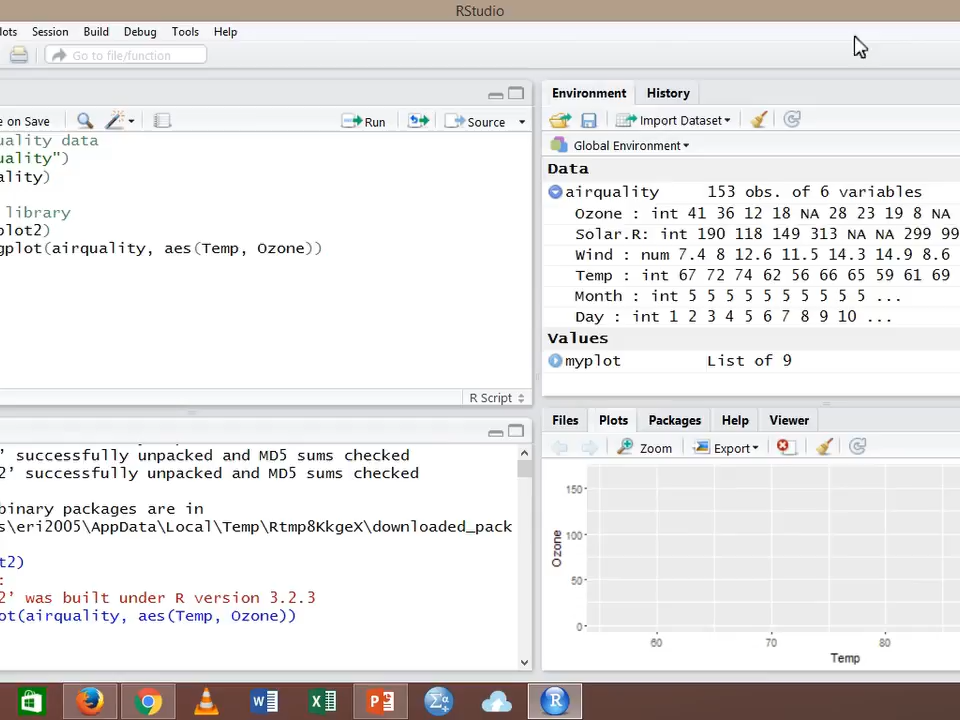 RStudio
lots Session Build Debug Tools Help
Go to file/function
e on Save Run Source
uality data
uality")
ality)
library
plot2)
gplot(airquality, aes(Temp, Ozone))
R Script
’ successfully unpacked and MD5 sums checked
2’ successfully unpacked and MD5 sums checked
binary packages are in
s\eri2005\AppData\Local\Temp\Rtmp8KkgeX\downloaded_pack
t2)
:
2’ was built under R version 3.2.3
ot(airquality, aes(Temp, Ozone))
Environment History
Import Dataset
Global Environment
Data
airquality 153 obs. of 6 variables
Ozone : int 41 36 12 18 NA 28 23 19 8 NA
Solar.R: int 190 118 149 313 NA NA 299 99
Wind : num 7.4 8 12.6 11.5 14.3 14.9 8.6
Temp : int 67 72 74 62 56 66 65 59 61 69
Month : int 5 5 5 5 5 5 5 5 5 5 ...
Day : int 1 2 3 4 5 6 7 8 9 10 ...
Values
myplot List of 9
Files Plots Packages Help Viewer
Zoom Export
150
100
50
0
Ozone
60 70 80
Temp